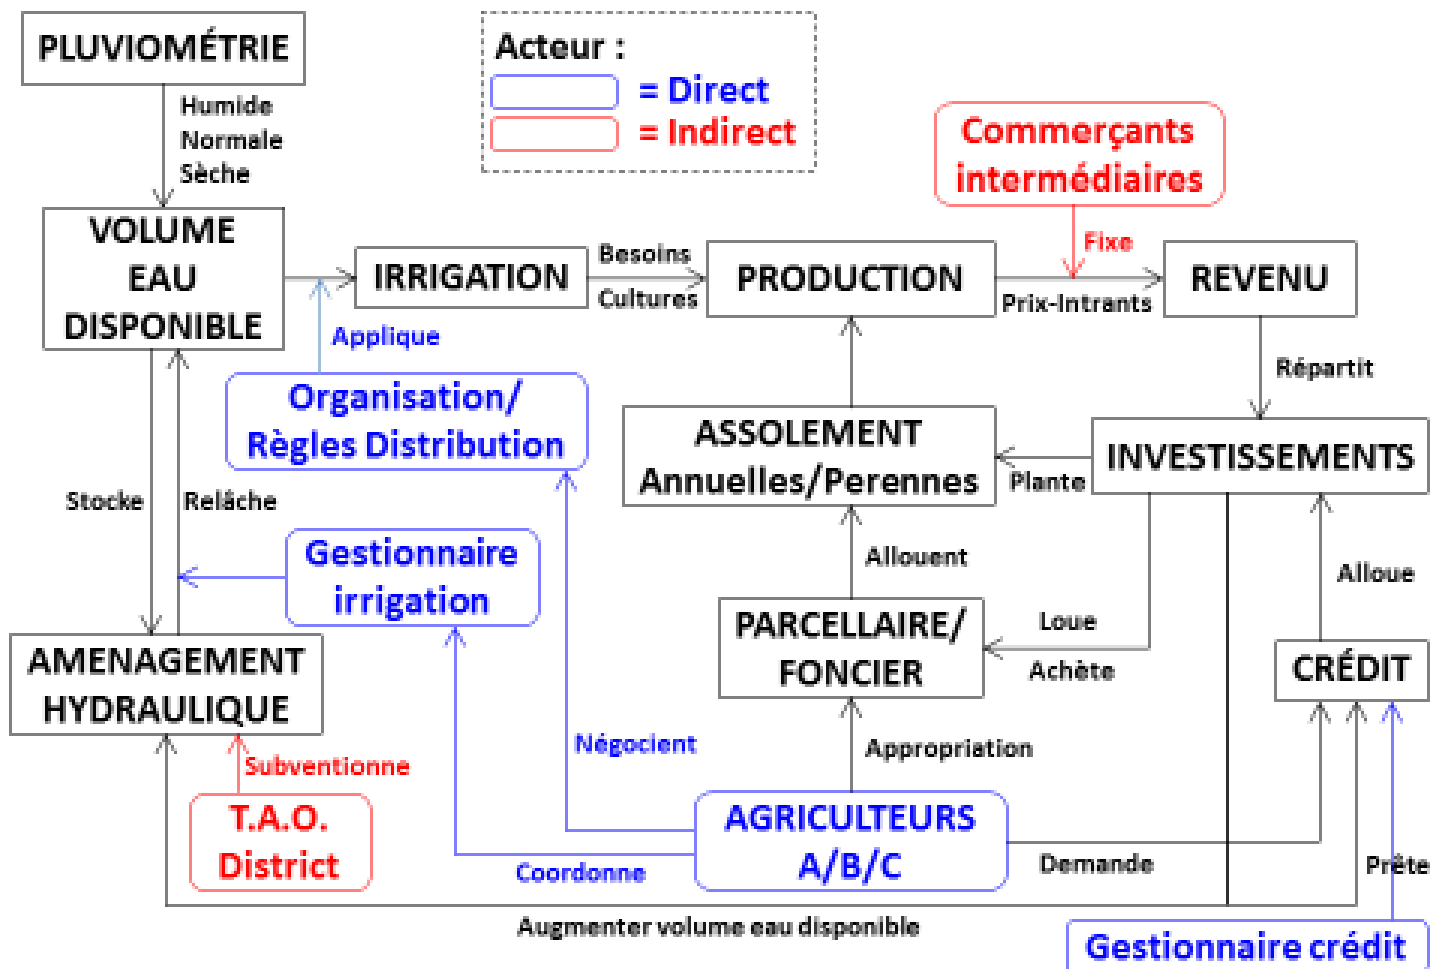 PLUVIOMÉTRIE
Humide
Normale
Sèche
Acteur :
= Direct
= Indirect
Commerçants
intermédiaires
Fixe
VOLUME
EAU
DISPONIBLE
IRRIGATION
Besoins
Cultures
PRODUCTION
Prix-Intrants
REVENU
Applique
Répartit
Organisation/
Règles Distribution
ASSOLEMENT
Annuelles/Perennes
Plante
INVESTISSEMENTS
Stocke
Relâche
Gestionnaire
irrigation
Allouent
Alloue
PARCELLAIRE/
FONCIER
Loue
Achète
CRÉDIT
AMENAGEMENT
HYDRAULIQUE
Subventionne
Négocient
Appropriation
T.A.O.
District
AGRICULTEURS
A/B/C
Coordonne
Demande
Prête
Augmenter volume eau disponible
Gestionnaire crédit